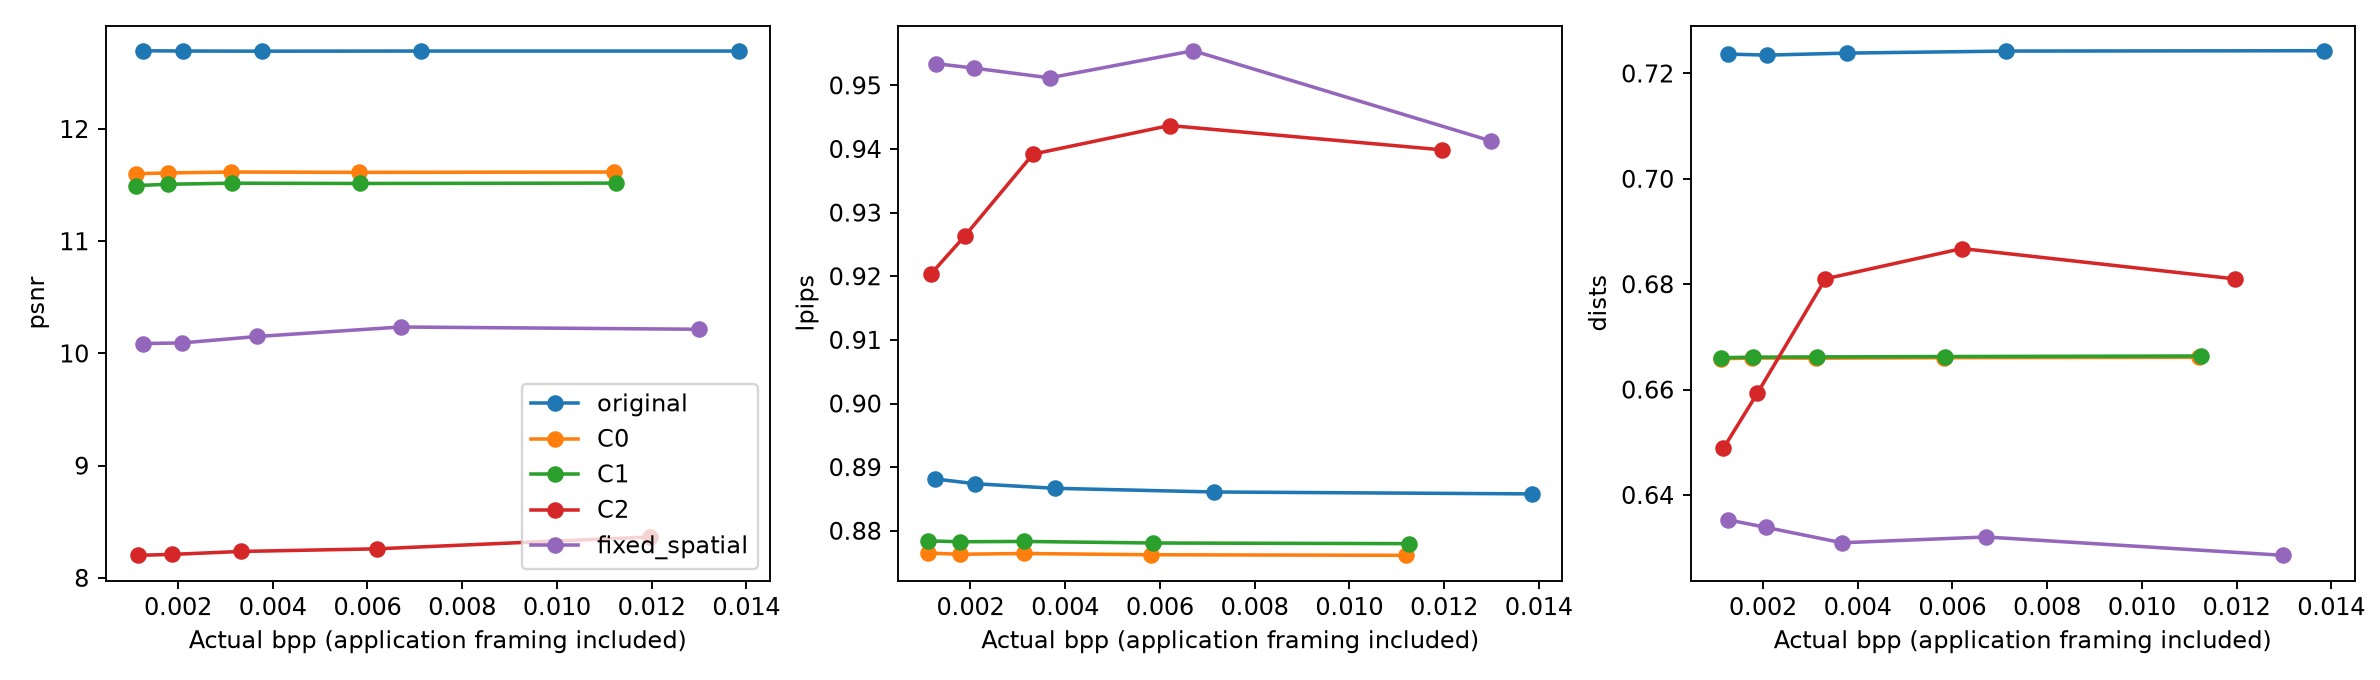 psnr
12
11
10
9
8
0.002 0.004 0.006 0.008 0.010 0.012 0.014
Actual bpp (application framing included)
original
C0
C1
C2
fixed_spatial
lpips
0.95
0.94
0.93
0.92
0.91
0.90
0.89
0.88
0.002 0.004 0.006 0.008 0.010 0.012 0.014
Actual bpp (application framing included)
dists
0.72
0.70
0.68
0.66
0.64
0.002 0.004 0.006 0.008 0.010 0.012 0.014
Actual bpp (application framing included)